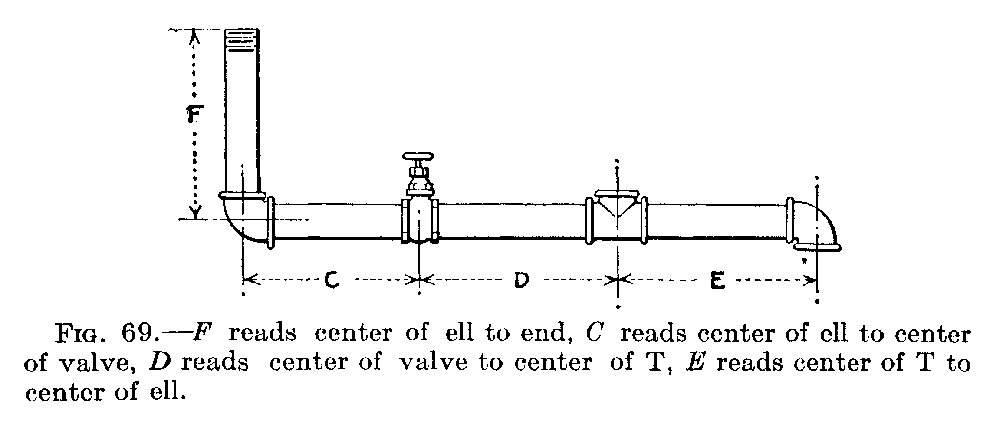 F
C
D
E
Fig. 69.—F reads center of ell to end, C reads center of ell to center
of valve, D reads center of valve to center of T, E reads center of T to
center of ell.